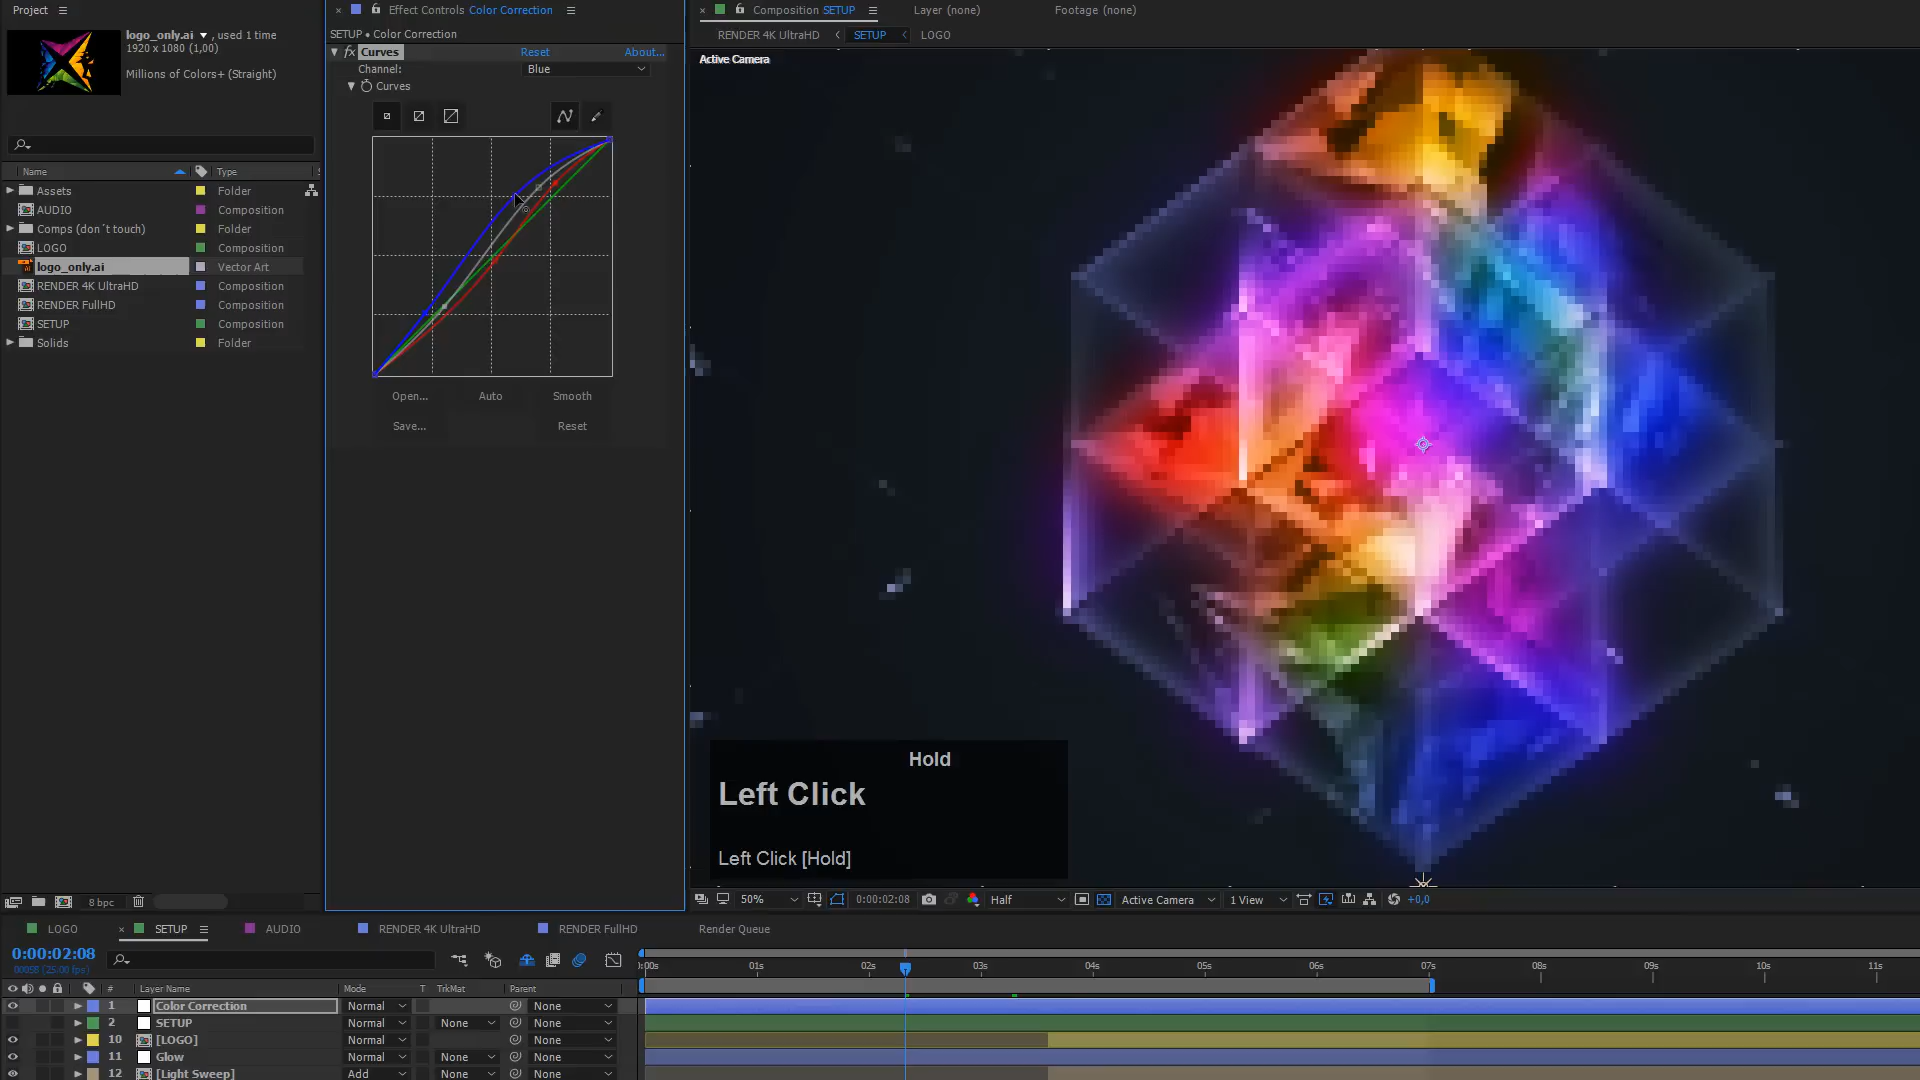 Project
logo_only.ai , used 1 time
1920 x 1080 (1,00)
Millions of Colors+ (Straight)
Name Type
Assets Folder
AUDIO Composition
Comps (don´t touch) Folder
LOGO Composition
logo_only.ai Vector Art
RENDER 4K UltraHD Composition
RENDER FullHD Composition
SETUP Composition
Solids Folder
8 bpc
Effect Controls Color Correction
SETUP • Color Correction
fx Curves Reset About...
Channel: Blue
Curves
Open... Auto Smooth
Save... Reset
Composition SETUP Layer (none) Footage (none)
RENDER 4K UltraHD SETUP LOGO
Active Camera
Hold
Left Click
Left Click [Hold]
50% 0:00:02:08 Half Active Camera 1 View +0,0
LOGO SETUP AUDIO RENDER 4K UltraHD RENDER FullHD Render Queue
0:00:02:08
00058 (25.00 fps)
:00s 01s 02s 03s 04s 05s 06s 07s 08s 09s 10s 11s
# Layer Name Mode T TrkMat Parent
1 Color Correction Normal None
2 SETUP Normal None None
10 [LOGO] Normal None
11 Glow Normal None None
12 [Light Sweep] Add None None